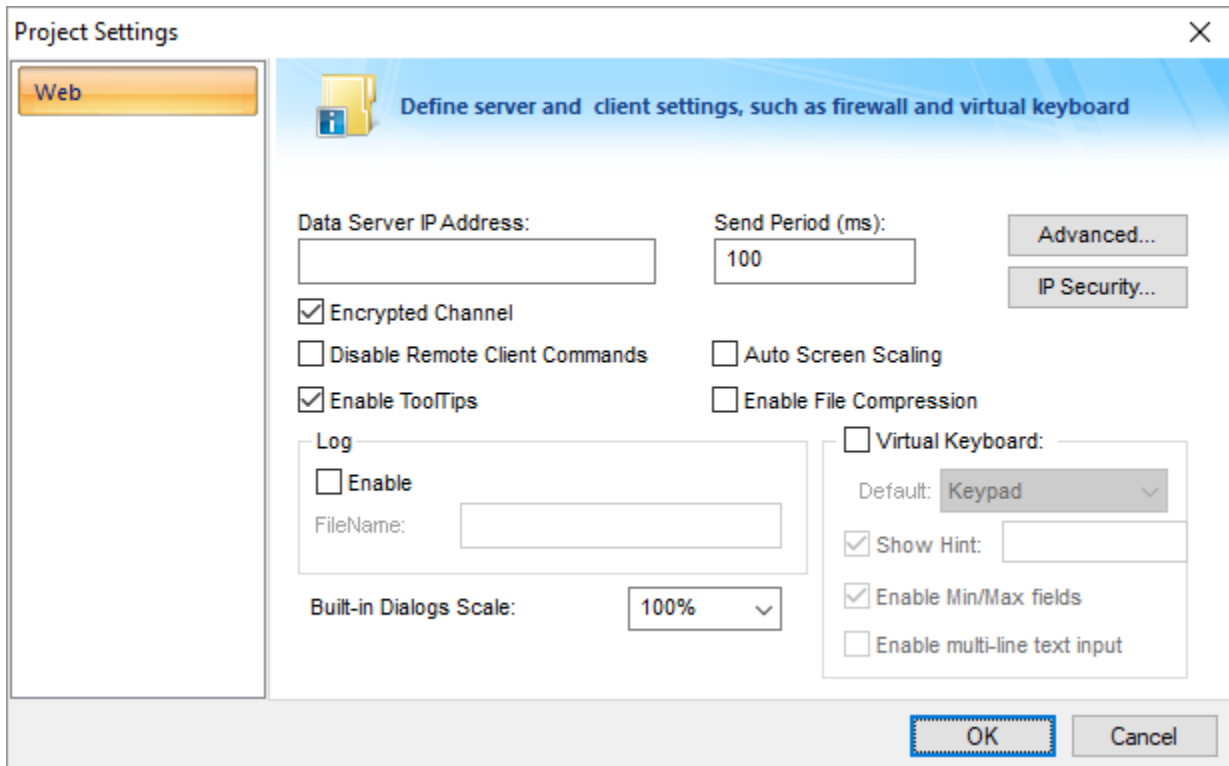 Project Settings
Web
Define server and client settings, such as firewall and virtual keyboard
Data Server IP Address:
Send Period (ms):
100
Advanced...
IP Security...
Encrypted Channel
Disable Remote Client Commands
Auto Screen Scaling
Enable ToolTips
Enable File Compression
Log
Enable
FileName:
Virtual Keyboard:
Default: Keypad
Show Hint:
Enable Min/Max fields
Enable multi-line text input
Built-in Dialogs Scale: 100%
OK
Cancel